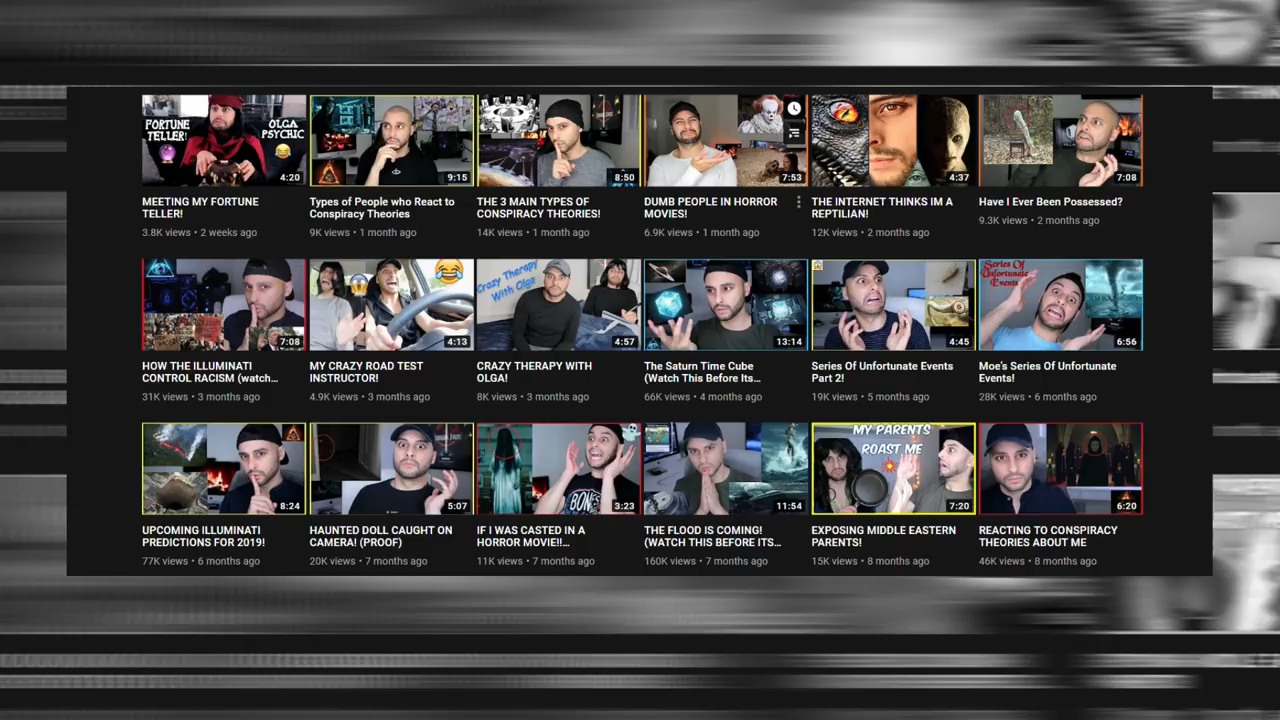 FORTUNE TELLER!
OLGA PSYCHIC
4:20
9:15
8:50
7:53
4:37
7:08
MEETING MY FORTUNE
TELLER!
3.8K views • 2 weeks ago
Types of People who React to
Conspiracy Theories
9K views • 1 month ago
THE 3 MAIN TYPES OF
CONSPIRACY THEORIES!
14K views • 1 month ago
DUMB PEOPLE IN HORROR
MOVIES!
6.9K views • 1 month ago
THE INTERNET THINKS IM A
REPTILIAN!
12K views • 2 months ago
Have I Ever Been Possessed?
9.3K views • 2 months ago
Crazy Therapy
With Olga
Series Of
Unfortunate
Events
7:08
4:13
4:57
13:14
4:45
6:56
HOW THE ILLUMINATI
CONTROL RACISM (watch...
31K views • 3 months ago
MY CRAZY ROAD TEST
INSTRUCTOR!
4.9K views • 3 months ago
CRAZY THERAPY WITH
OLGA!
8K views • 3 months ago
The Saturn Time Cube
(Watch This Before Its...
66K views • 4 months ago
Series Of Unfortunate Events
Part 2!
19K views • 5 months ago
Moe's Series Of Unfortunate
Events!
28K views • 6 months ago
BONE
MY PARENTS
ROAST ME
8:24
5:07
3:23
11:54
7:20
6:20
UPCOMING ILLUMINATI
PREDICTIONS FOR 2019!
77K views • 6 months ago
HAUNTED DOLL CAUGHT ON
CAMERA! (PROOF)
20K views • 7 months ago
IF I WAS CASTED IN A
HORROR MOVIE!!...
11K views • 7 months ago
THE FLOOD IS COMING!
(WATCH THIS BEFORE ITS...
160K views • 7 months ago
EXPOSING MIDDLE EASTERN
PARENTS!
15K views • 8 months ago
REACTING TO CONSPIRACY
THEORIES ABOUT ME
46K views • 8 months ago